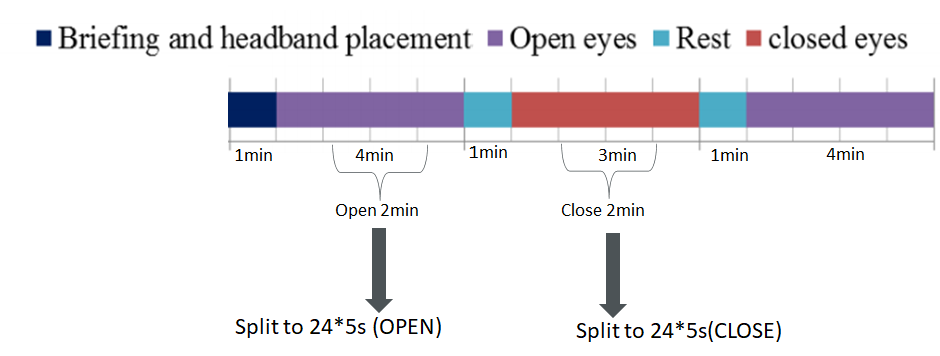 Briefing and headband placement Open eyes Rest closed eyes
1min 4min 1min 3min 1min 4min
Open 2min Close 2min
Split to 24*5s (OPEN) Split to 24*5s(CLOSE)